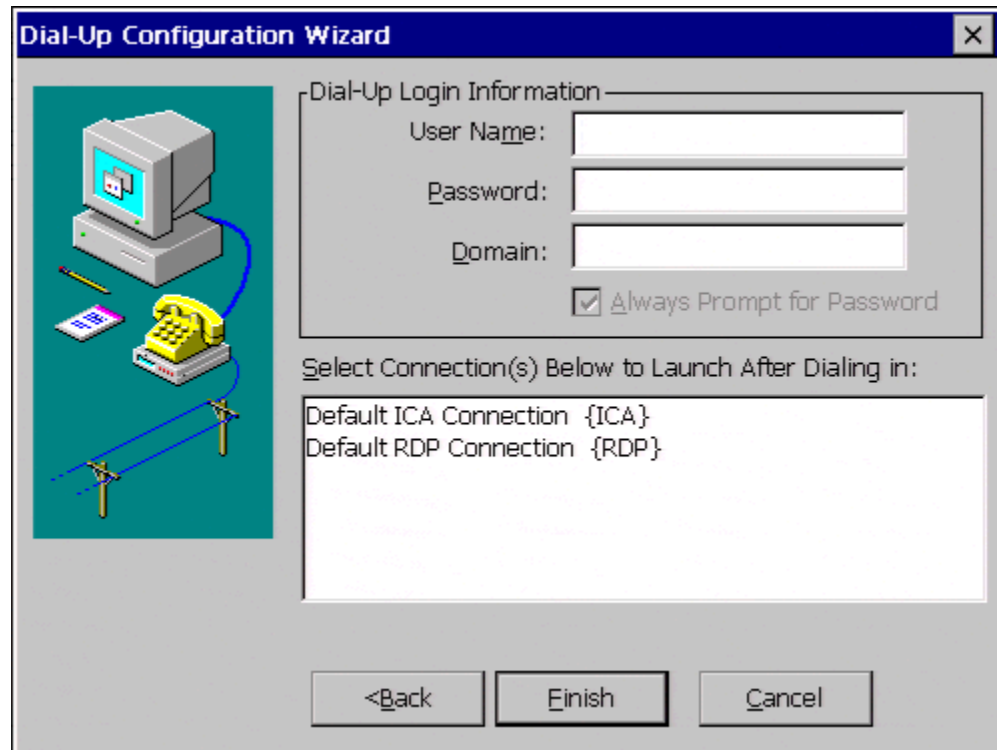 Dial-Up Configuration Wizard
Dial-Up Login Information
User Name:
Password:
Domain:
Always Prompt for Password
Select Connection(s) Below to Launch After Dialing in:
Default ICA Connection {ICA}
Default RDP Connection {RDP}
<Back Finish Cancel